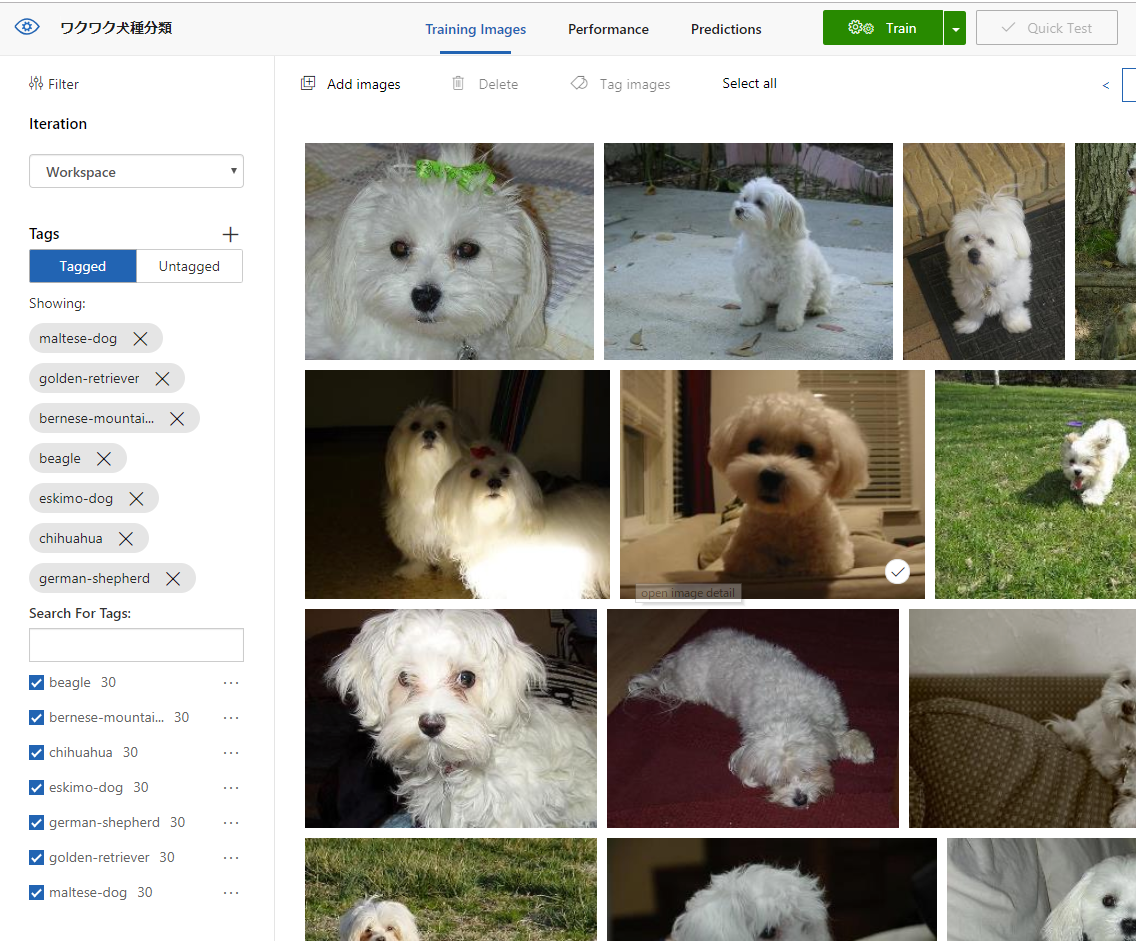 ワクワク犬種分類
Training Images
Performance
Predictions
Train
Quick Test
Filter
Iteration
Workspace
Tags
Tagged
Untagged
Showing:
maltese-dog
golden-retriever
bernese-mountai...
beagle
eskimo-dog
chihuahua
german-shepherd
Search For Tags:
beagle 30
bernese-mountai... 30
chihuahua 30
eskimo-dog 30
german-shepherd 30
golden-retriever 30
maltese-dog 30
Add images
Delete
Tag images
Select all
<
open image detail